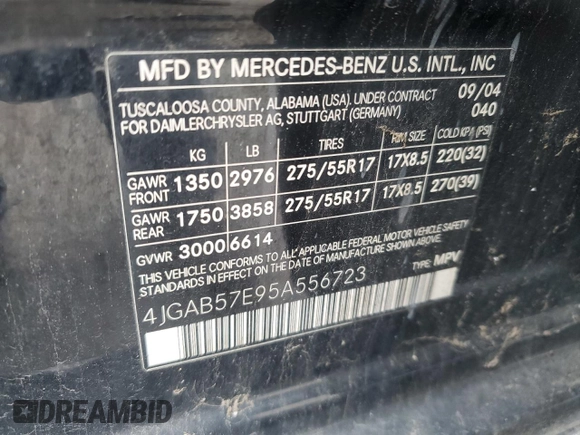 MFD BY MERCEDES-BENZ U.S. INTL., INC
TUSCALOOSA COUNTY, ALABAMA (USA). UNDER CONTRACT 09/04
FOR DAIMLERCHRYSLER AG, STUTTGART (GERMANY) 040
KG LB TIRES RIM SIZE COLD KPA (PSI)
GAWR FRONT 1350 2976 275/55R17 17X8.5 220(32)
GAWR REAR 1750 3858 275/55R17 17X8.5 270(39)
GVWR 3000 6614
THIS VEHICLE CONFORMS TO ALL APPLICABLE FEDERAL MOTOR VEHICLE SAFETY
STANDARDS IN EFFECT ON THE DATE OF MANUFACTURE SHOWN ABOVE.
4JGAB57E95A556723 TYPE: MPV
DREAMBID